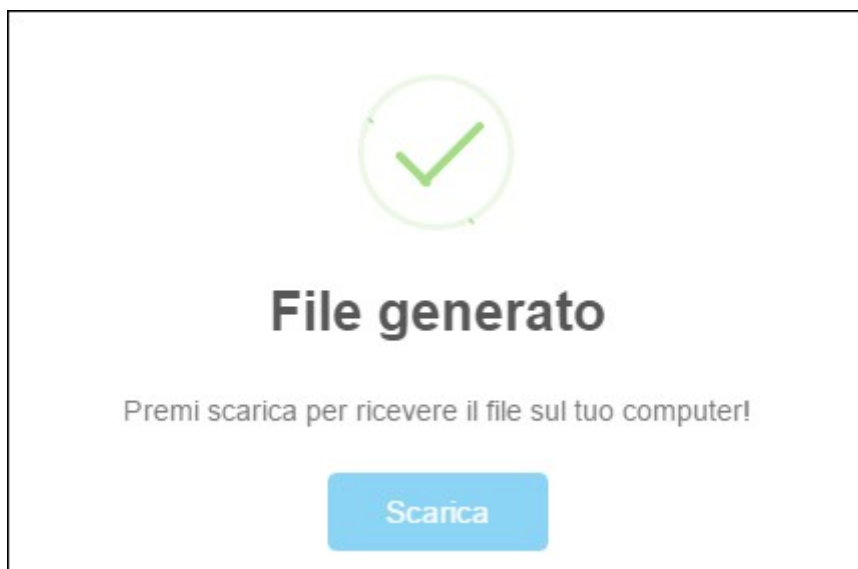 File generato
Premi scarica per ricevere il file sul tuo computer!
Scarica